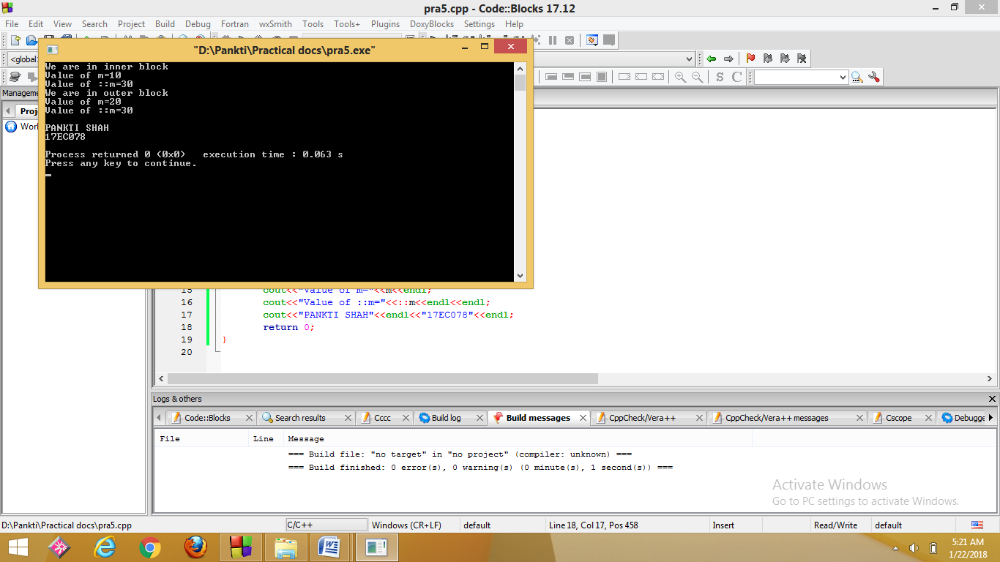 pra5.cpp - Code::Blocks 17.12
File Edit View Search Project Build Debug Fortran wxSmith Tools Tools+ Plugins DoxyBlocks Settings Help
"D:\Pankti\Practical docs\pra5.exe"
<global>
We are in inner block
Value of m=10
Value of ::m=30
We are in outer block
Value of m=20
Value of ::m=30
PANKTI SHAH
17EC078
Process returned 0 (0x0) execution time : 0.063 s
Press any key to continue.
S C
Manageme
Proj
Work
15 cout<<"Value of m="<<m<<endl;
16 cout<<"Value of ::m="<<::m<<endl<<endl;
17 cout<<"PANKTI SHAH"<<endl<<"17EC078"<<endl;
18 return 0;
19 }
20
Logs & others
Code::Blocks Search results Cccc Build log Build messages CppCheck/Vera++ CppCheck/Vera++ messages Cscope Debugge
File Line Message
=== Build file: "no target" in "no project" (compiler: unknown) ===
=== Build finished: 0 error(s), 0 warning(s) (0 minute(s), 1 second(s)) ===
Activate Windows
Go to PC settings to activate Windows.
D:\Pankti\Practical docs\pra5.cpp C/C++ Windows (CR+LF) default Line 18, Col 17, Pos 458 Insert Read/Write default
5:21 AM
1/22/2018